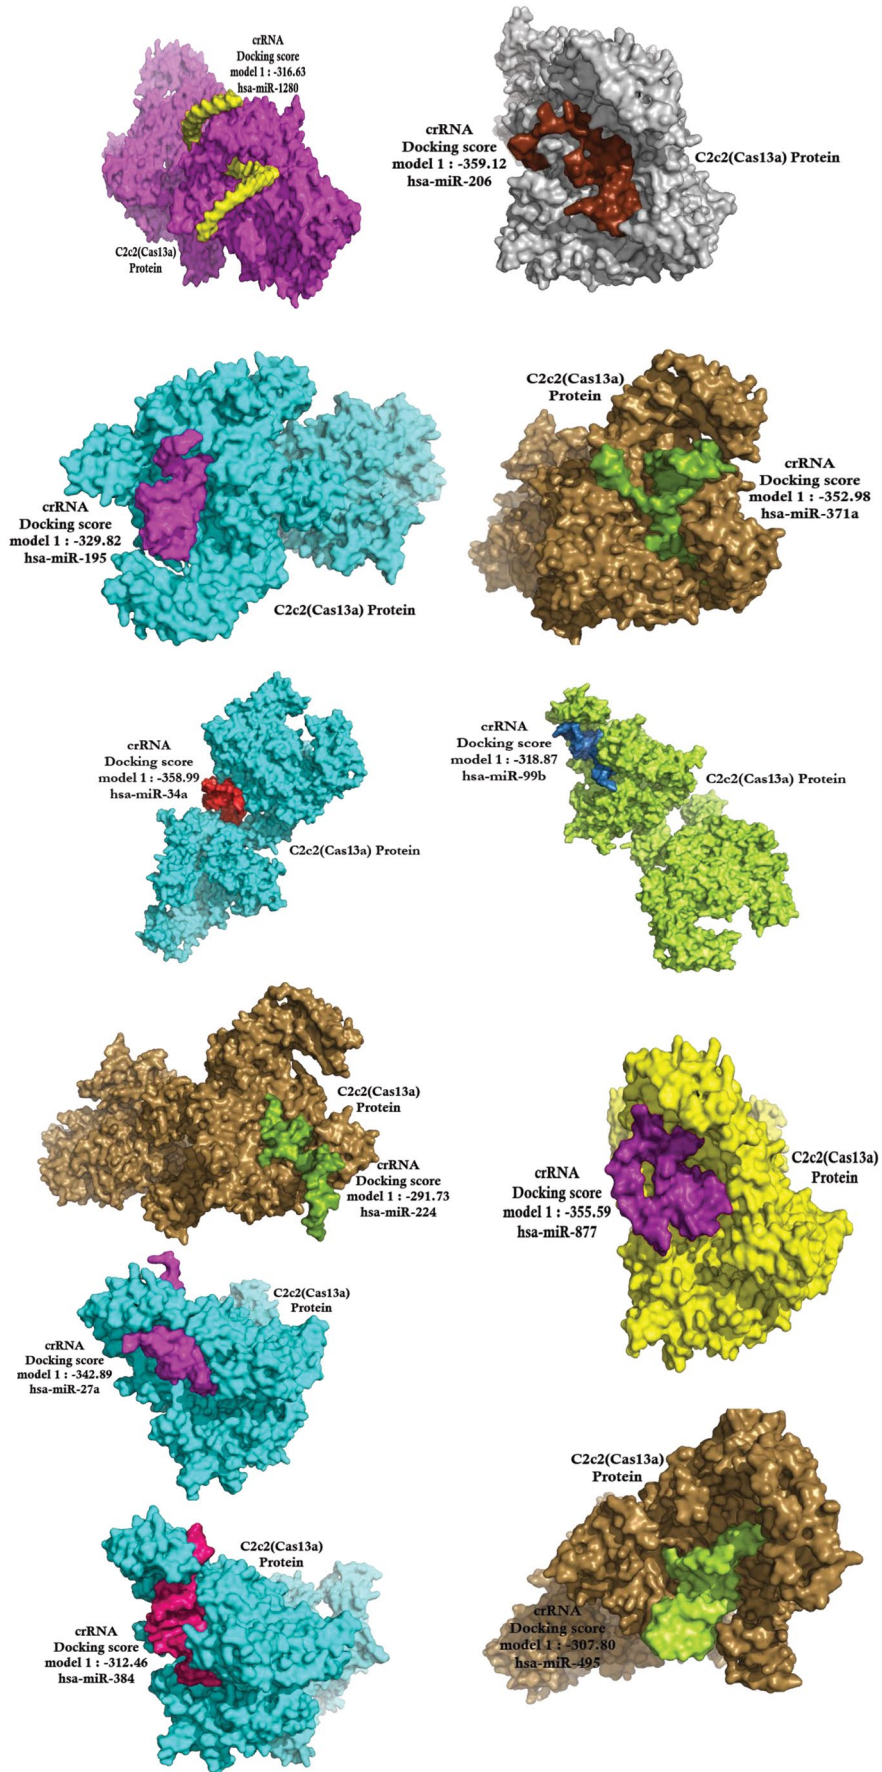 crRNA
Docking score
model 1 : -316.63
hsa-miR-1280
C2c2(Cas13a)
Protein
crRNA
Docking score
model 1 : -359.12
hsa-miR-206
C2c2(Cas13a) Protein
crRNA
Docking score
model 1 : -329.82
hsa-miR-195
C2c2(Cas13a) Protein
C2c2(Cas13a)
Protein
crRNA
Docking score
model 1 : -352.98
hsa-miR-371a
crRNA
Docking score
model 1 : -358.99
hsa-miR-34a
C2c2(Cas13a) Protein
crRNA
Docking score
model 1 : -318.87
hsa-miR-99b
C2c2(Cas13a) Protein
C2c2(Cas13a)
Protein
crRNA
Docking score
model 1 : -291.73
hsa-miR-224
C2c2(Cas13a)
Protein
crRNA
Docking score
model 1 : -355.59
hsa-miR-877
C2c2(Cas13a)
Protein
crRNA
Docking score
model 1 : -342.89
hsa-miR-27a
C2c2(Cas13a)
Protein
crRNA
Docking score
model 1 : -307.80
hsa-miR-495
C2c2(Cas13a)
Protein
crRNA
Docking score
model 1 : -312.46
hsa-miR-384